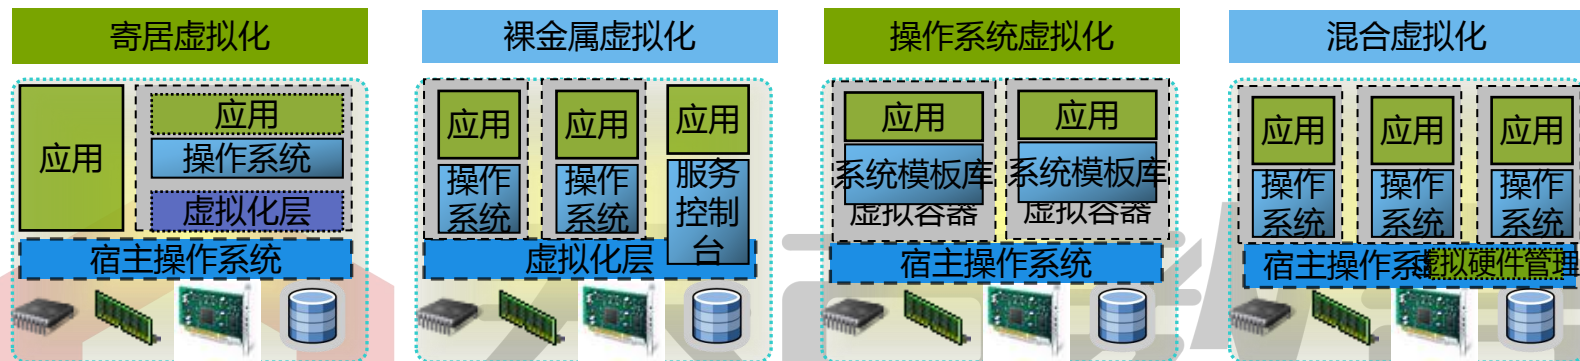 寄居虚拟化
应用
应用
操作系统
虚拟化层
宿主操作系统
裸金属虚拟化
应用
操作
系统
应用
操作
系统
应用
服务
控制
台
虚拟化层
操作系统虚拟化
应用
系统模板库
虚拟容器
应用
系统模板库
虚拟容器
宿主操作系统
混合虚拟化
应用
操作
系统
应用
操作
系统
应用
操作
系统
宿主操作系
虚拟硬件管理